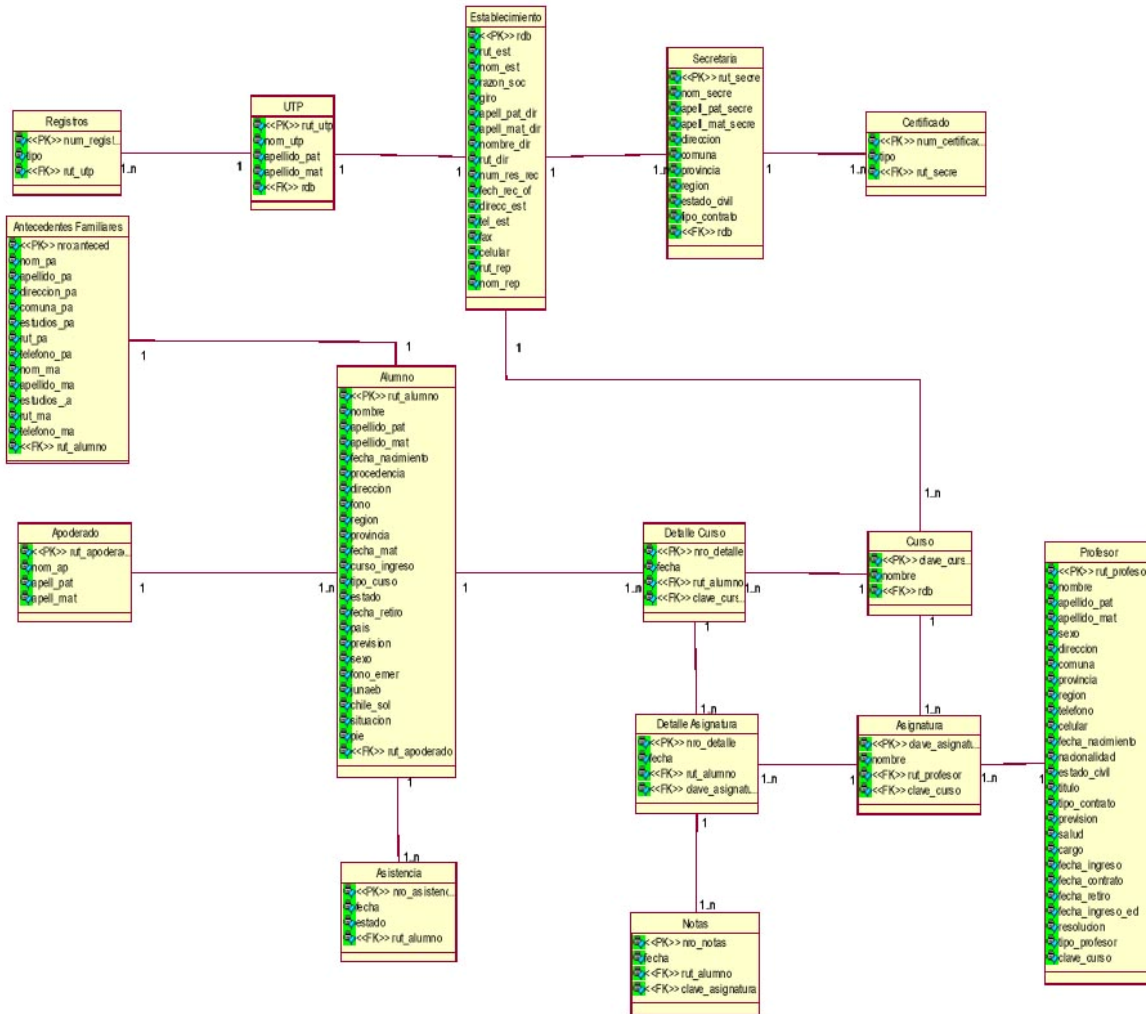 Establecimiento
<<PK>> rdb
rut_est
nom_est
razon_soc
giro
apell_pat_dir
apell_mat_dir
nombre_dir
rut_dir
num_res_rec
fech_rec_of
direcc_est
tel_est
fax
celular
rut_rep
nom_rep
Secretaria
<<PK>> rut_secre
nom_secre
apell_pat_secre
apell_mat_secre
direccion
comuna
provincia
region
estado_civil
tipo_contrato
<<FK>> rdb
UTP
<<PK>> rut_utp
nom_utp
apellido_pat
apellido_mat
<<FK>> rdb
Registros
<<PK>> num_regist...
tipo
<<FK>> rut_utp
Certificado
<<PK>> num_certificac...
tipo
<<FK>> rut_secre
1..n
1
1
1
1
1..n
1
1..n
Antecedentes Familiares
<<PK>> nro:anteced
nom_pa
apellido_pa
direccion_pa
comuna_pa
estudios_pa
rut_pa
telefono_pa
nom_ma
apellido_ma
estudios_.a
rut_ma
telefono_ma
<<FK>> rut_alumno
1
1
1
Alumno
<<PK>> rut_alumno
nombre
apellido_pat
apellido_mat
fecha_nacimiento
procedencia
direccion
fono
region
provincia
fecha_mat
curso_ingreso
tipo_curso
estado
fecha_retiro
pais
prevision
sexo
fono_emer
junaeb
chile_sol
situacion
pie
<<FK>> rut_apoderado
1..n
Apoderado
<<PK>> rut_apodera...
nom_ap
apell_pat
apell_mat
1
1..n
Detalle Curso
<<PK>> nro_detalle
fecha
<<FK>> rut_alumno
<<FK>> clave_curs...
1
1..n
1..n
1
Curso
<<PK>> clave_curs...
nombre
<<FK>> rdb
Profesor
<<PK>> rut_profesor
nombre
apellido_pat
apellido_mat
sexo
direccion
comuna
provincia
region
telefono
celular
fecha_nacimiento
nacionalidad
estado_civil
titulo
tipo_contrato
prevision
salud
cargo
fecha_ingreso
fecha_contrato
fecha_retiro
fecha_ingreso_ed
resolucion
tipo_profesor
clave_curso
1
1
1..n
1..n
Detalle Asignatura
<<PK>> nro_detalle
fecha
<<FK>> rut_alumno
<<FK>> clave_asignatu...
Asignatura
<<PK>> clave_asignat...
nombre
<<FK>> rut_profesor
<<FK>> clave_curso
1..n
1
1..n
1
1
1
1..n
1..n
Asistencia
<<PK>> nro_asistenc...
fecha
estado
<<FK>> rut_alumno
Notas
<<PK>> nro_notas
fecha
<<FK>> rut_alumno
<<FK>> clave_asignatura